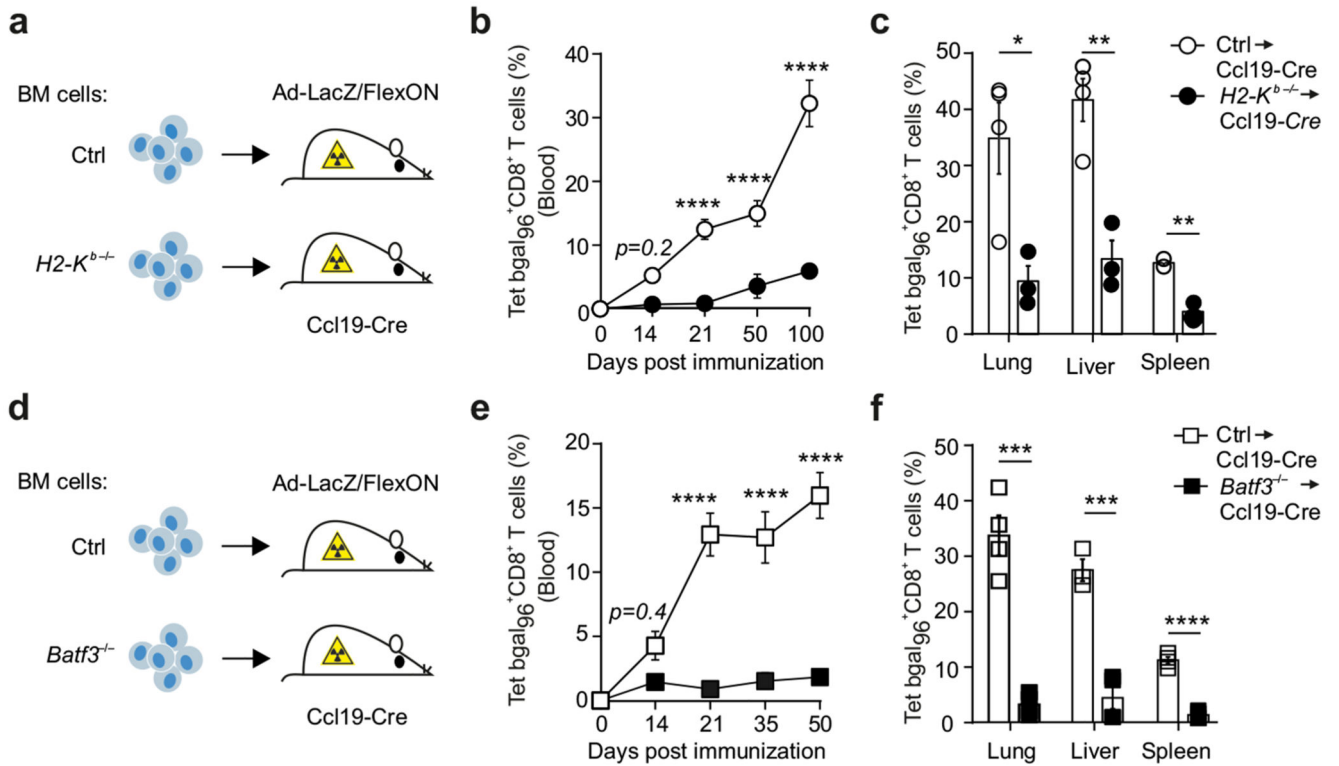 a
BM cells:
Ad-LacZ/FlexON
Ctrl
H2-Kᵇ⁻/⁻
Ccl19-Cre
b
Tet bgal₉₆⁺CD8⁺ T cells (%)
(Blood)
40
30
20
10
0
p=0.2
****
****
****
0 14 21 50 100
Days post immunization
c
Tet bgal₉₆⁺CD8⁺ T cells (%)
50
40
30
20
10
0
*
**
**
Lung Liver Spleen
Ctrl→
Ccl19-Cre
H2-Kᵇ⁻/⁻→
Ccl19-Cre
d
BM cells:
Ad-LacZ/FlexON
Ctrl
Batf3⁻/⁻
Ccl19-Cre
e
Tet bgal₉₆⁺CD8⁺ T cells (%)
(Blood)
20
15
10
5
0
p=0.4
****
****
****
0 14 21 35 50
Days post immunization
f
Tet bgal₉₆⁺CD8⁺ T cells (%)
50
40
30
20
10
0
***
***
****
Lung Liver Spleen
Ctrl→
Ccl19-Cre
Batf3⁻/⁻ →
Ccl19-Cre